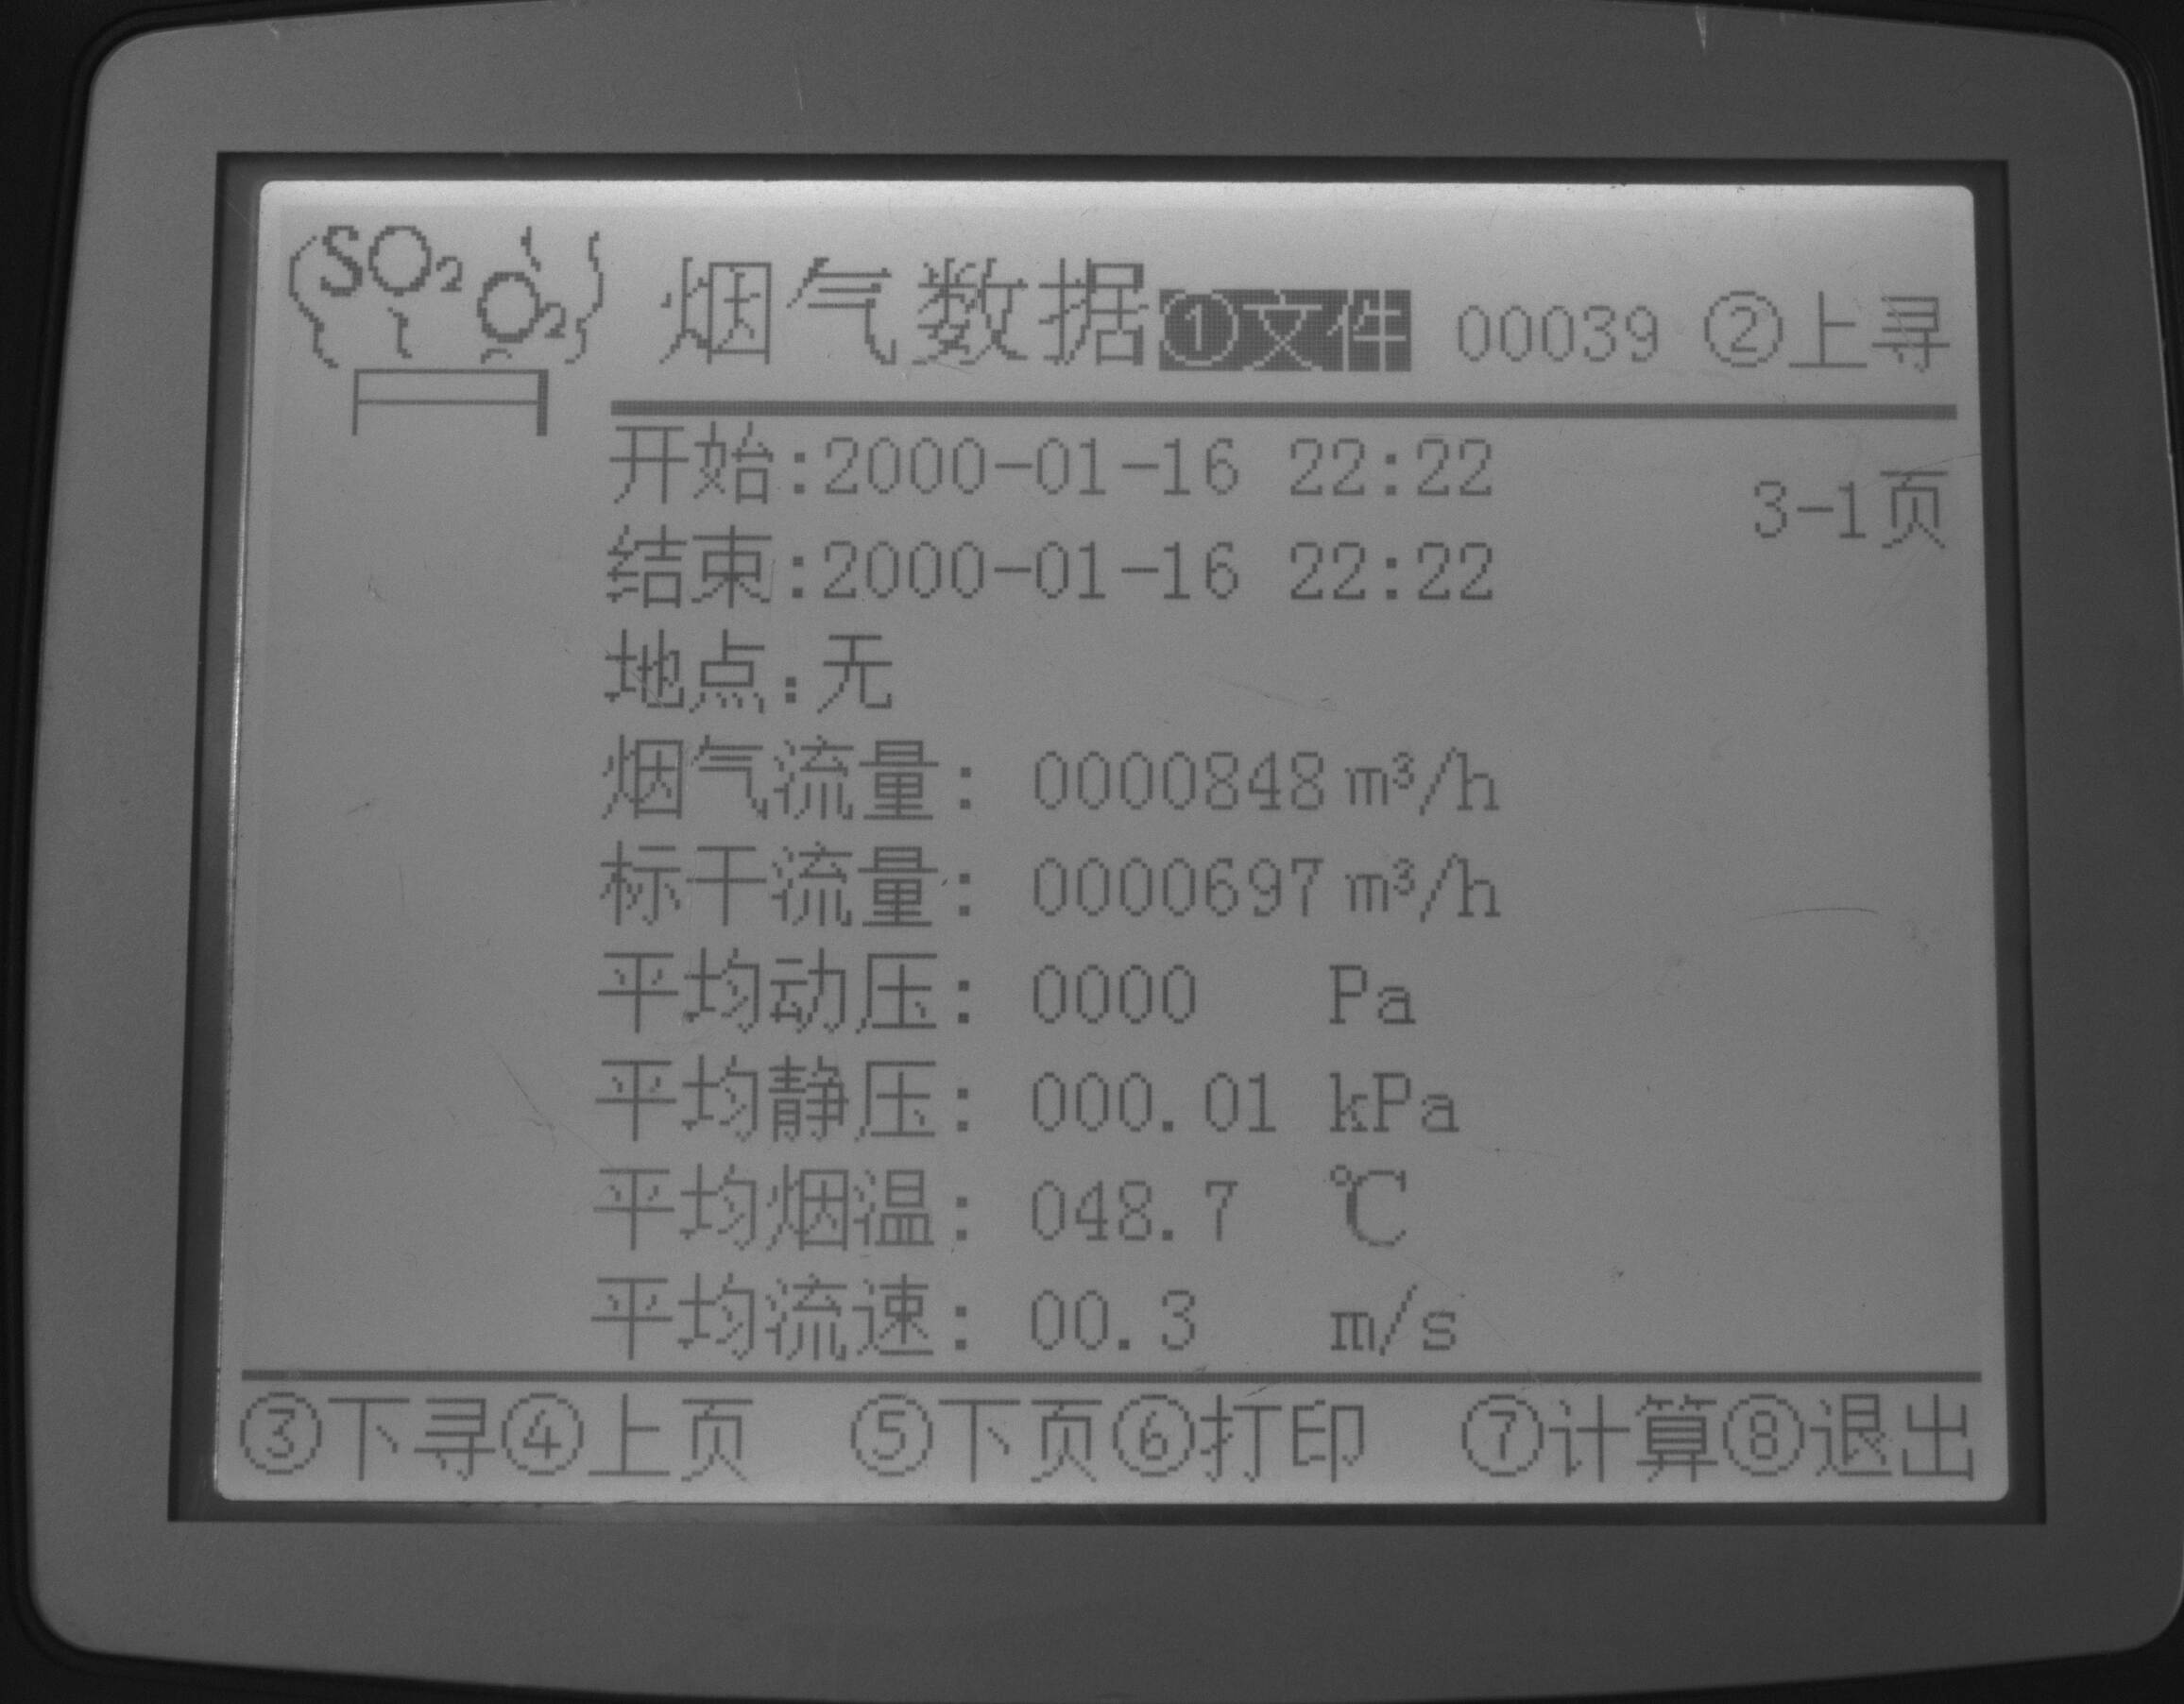 SO₂ O₂ 烟气数据 ①文件 00039 ②上寻
开始:2000-01-16 22:22
3-1页
结束:2000-01-16 22:22
地点:无
烟气流量: 0000848 m³/h
标干流量: 0000697 m³/h
平均动压: 0000 Pa
平均静压: 000.01 kPa
平均烟温: 048.7 ℃
平均流速: 00.3 m/s
③下寻④上页 ⑤下页⑥打印 ⑦计算⑧退出